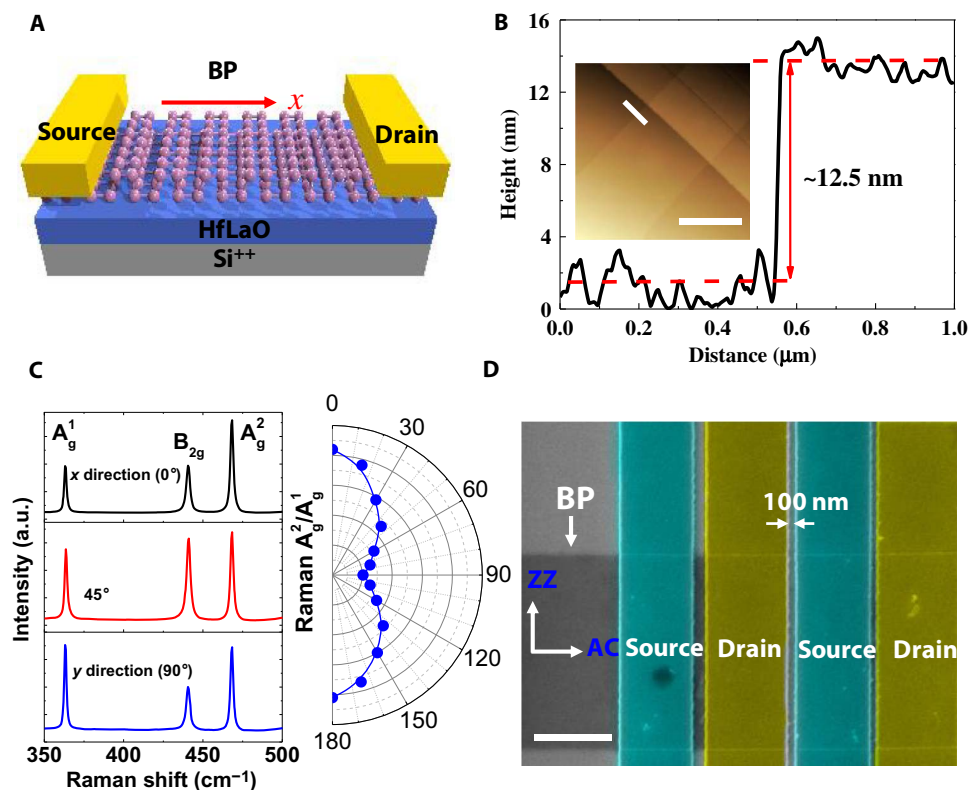 A
BP
x
Source
Drain
HfLaO
Si⁺⁺
B
Height (nm)
16
12
8
4
0
~12.5 nm
0.0
0.2
0.4
0.6
0.8
1.0
Distance (μm)
C
Intensity (a.u.)
A¹g
B2g
A²g
x direction (0°)
45°
y direction (90°)
350
400
450
500
Raman shift (cm⁻¹)
Raman A²g/A¹g
0
30
60
90
120
150
180
D
BP
100 nm
ZZ
AC
Source
Drain
Source
Drain